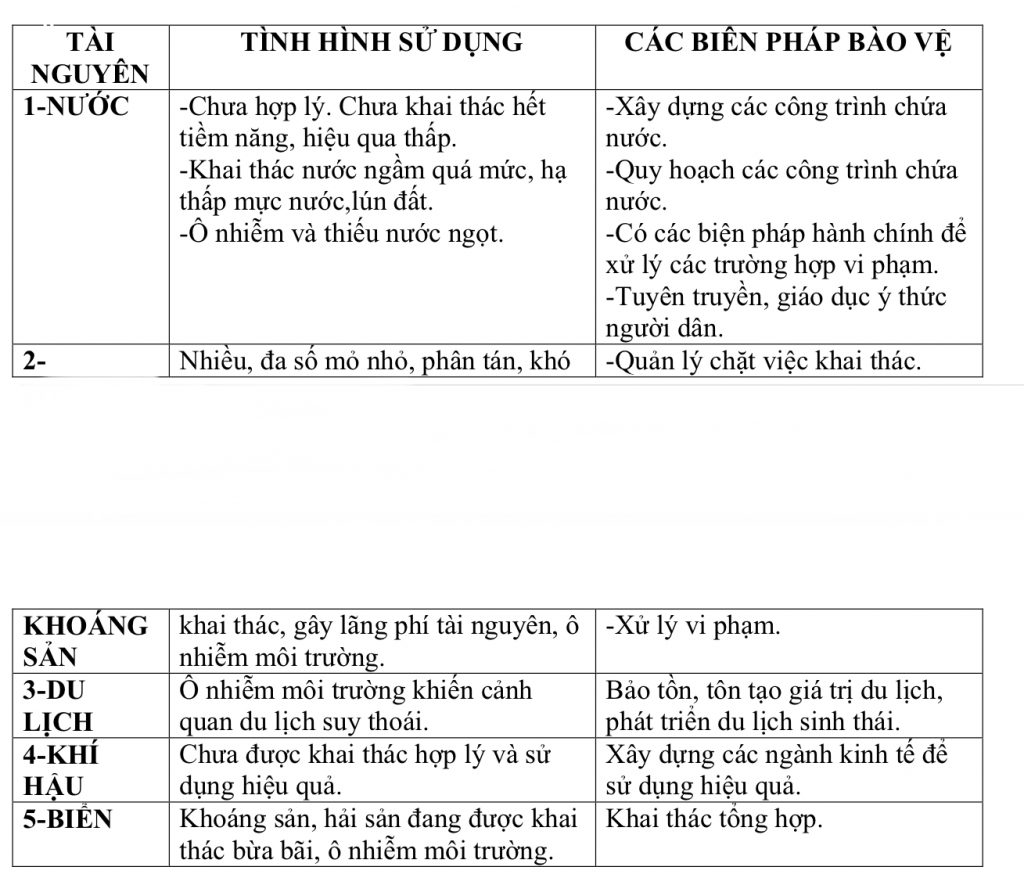 TÀI NGUYÊN | TÌNH HÌNH SỬ DỤNG | CÁC BIÊN PHÁP BÀO VỆ
1-NƯỚC
-Chưa hợp lý. Chưa khai thác hết
tiềm năng, hiệu qua thấp.
-Khai thác nước ngầm quá mức, hạ
thấp mực nước,lún đất.
-Ô nhiễm và thiếu nước ngọt.
-Xây dựng các công trình chứa
nước.
-Quy hoạch các công trình chứa
nước.
-Có các biện pháp hành chính để
xử lý các trường hợp vi phạm.
-Tuyên truyền, giáo dục ý thức
người dân.
2-
Nhiều, đa số mỏ nhỏ, phân tán, khó
-Quản lý chặt việc khai thác.
KHOÁNG
SẢN
khai thác, gây lãng phí tài nguyên, ô
nhiễm môi trường.
-Xử lý vi phạm.
3-DU
LỊCH
Ô nhiễm môi trường khiến cảnh
quan du lịch suy thoái.
Bảo tồn, tôn tạo giá trị du lịch,
phát triển du lịch sinh thái.
4-KHÍ
HẬU
Chưa được khai thác hợp lý và sử
dụng hiệu quả.
Xây dựng các ngành kinh tế để
sử dụng hiệu quả.
5-BIỂN
Khoáng sản, hải sản đang được khai
thác bừa bãi, ô nhiễm môi trường.
Khai thác tổng hợp.